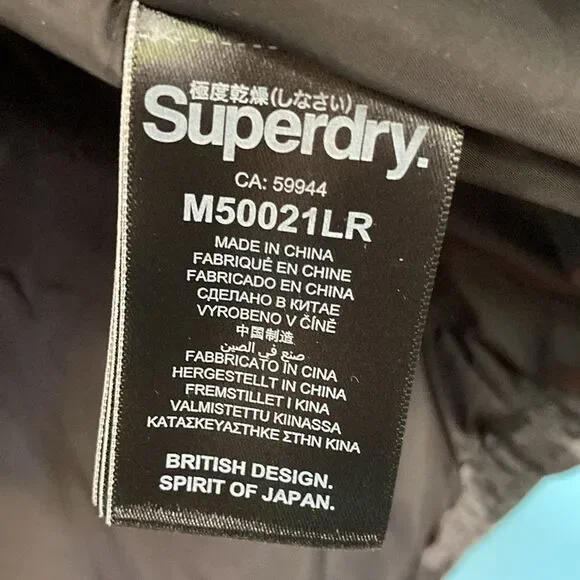 極度乾燥(しなさい)
Superdry.
CA: 59944
M50021LR
MADE IN CHINA
FABRIQUÉ EN CHINE
FABRICADO EN CHINA
СДЕЛАНО В КИТАЕ
VYROBENO V ČÍNĚ
中国制造
صنع في الصين
FABBRICATO IN CINA
HERGESTELLT IN CHINA
FREMSTILLET I KINA
VALMISTETTU KIINASSA
ΚΑΤΑΣΚΕΥΑΣΤΗΚΕ ΣΤΗΝ ΚΙΝΑ
BRITISH DESIGN.
SPIRIT OF JAPAN.